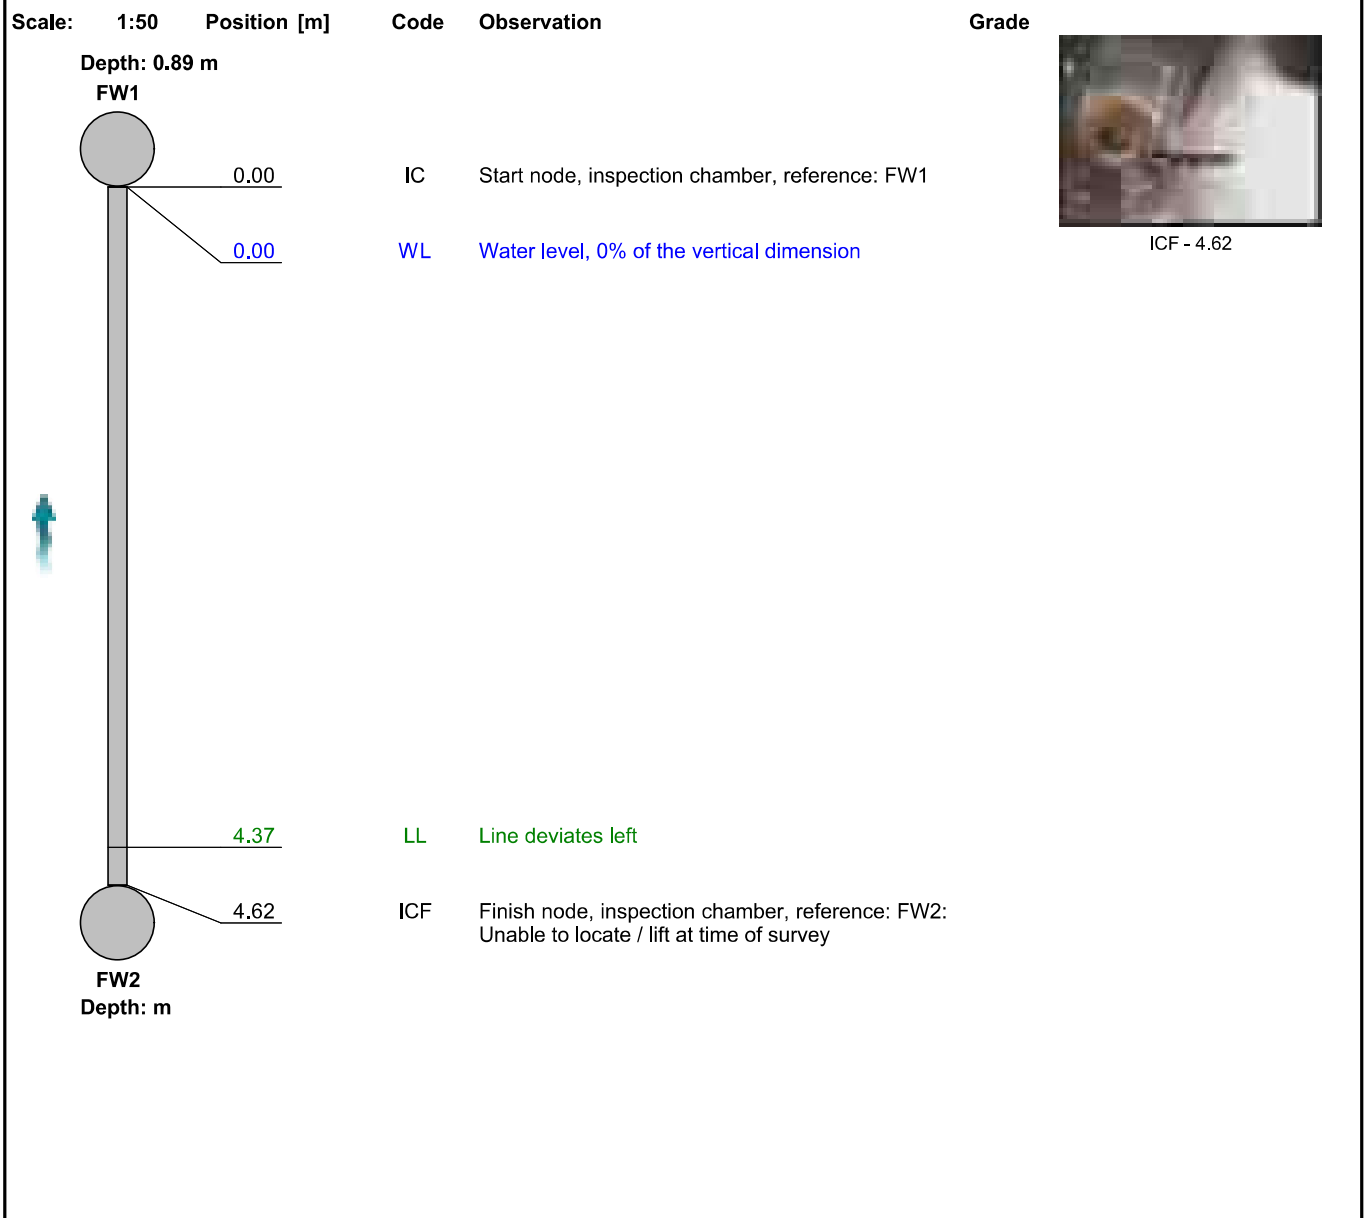 Scale: 1:50 Position [m] Code Observation Grade
Depth: 0.89 m
FW1
0.00 IC Start node, inspection chamber, reference: FW1
0.00 WL Water level, 0% of the vertical dimension
ICF - 4.62
4.37 LL Line deviates left
4.62 ICF Finish node, inspection chamber, reference: FW2:
Unable to locate / lift at time of survey
FW2
Depth: m